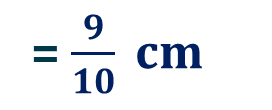 = 9/10 cm